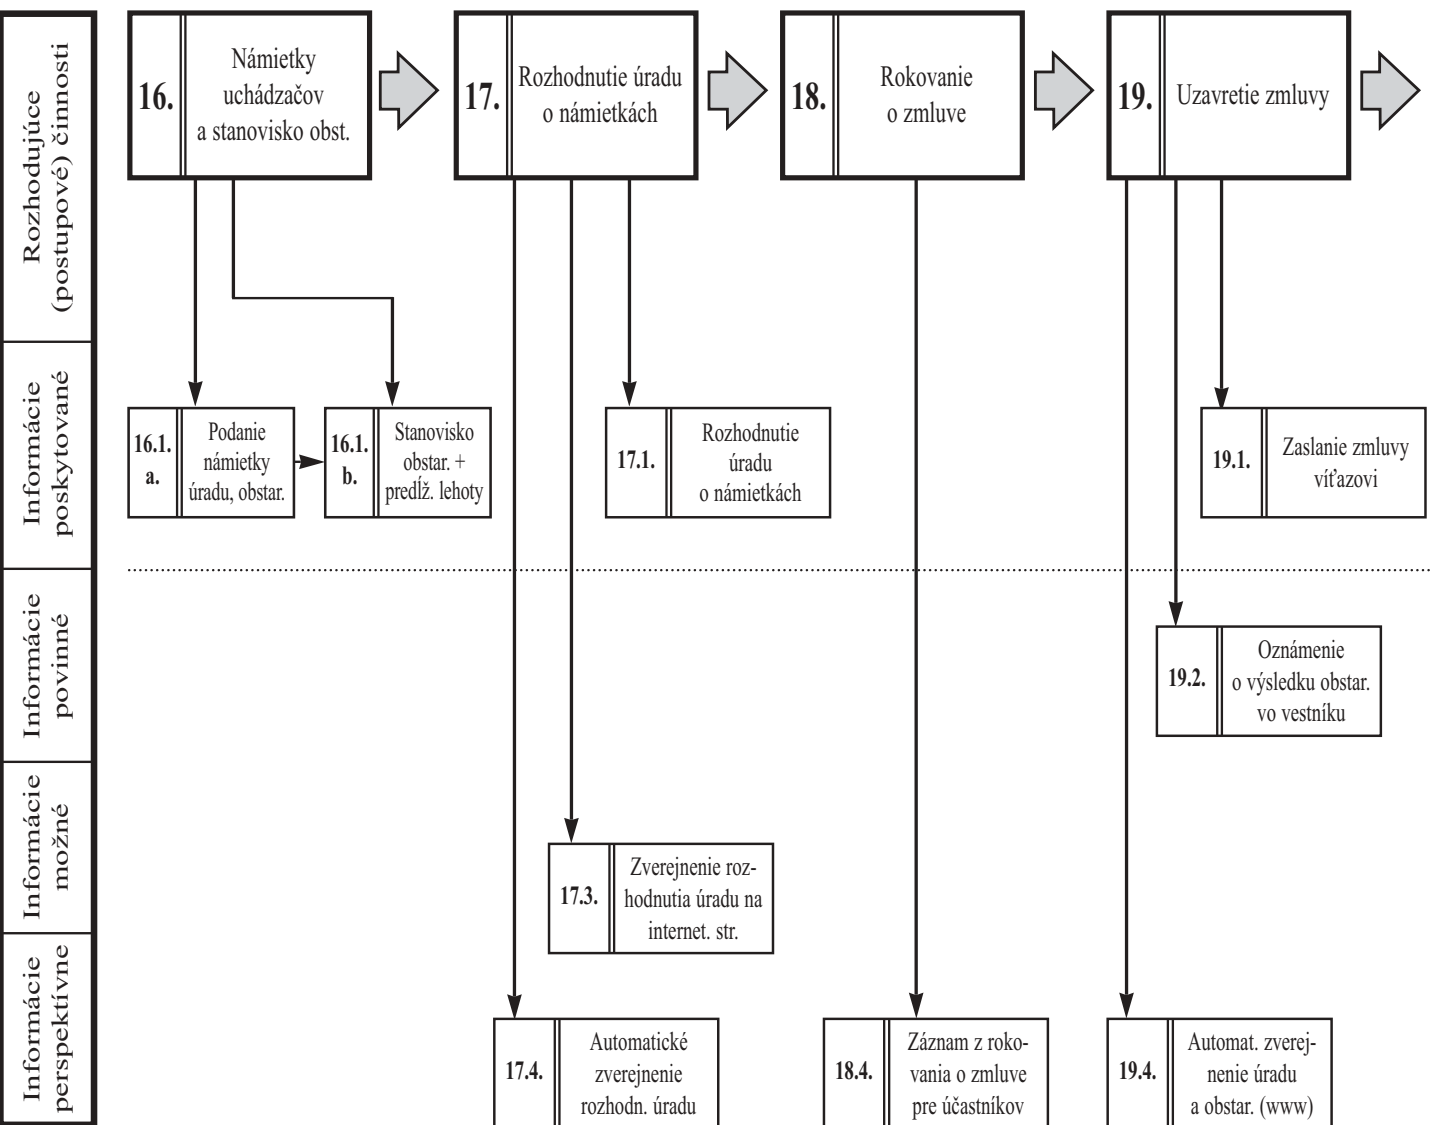 Rozhodujúce
(postupové) činnosti
16.
Námietky
uchádzačov
a stanovisko obst.
17.
Rozhodnutie úradu
o námietkách
18.
Rokovanie
o zmluve
19.
Uzavretie zmluvy
Informácie
poskytované
16.1.
a.
Podanie
námietky
úradu, obstar.
16.1.
b.
Stanovisko
obstar. +
predĺž. lehoty
17.1.
Rozhodnutie
úradu
o námietkách
19.1.
Zaslanie zmluvy
víťazovi
Informácie
povinné
19.2.
Oznámenie
o výsledku obstar.
vo vestníku
Informácie
možné
17.3.
Zverejnenie roz-
hodnutia úradu na
internet. str.
Informácie
perspektívne
17.4.
Automatické
zverejnenie
rozhodn. úradu
18.4.
Záznam z roko-
vania o zmluve
pre účastníkov
19.4.
Automat. zverej-
nenie úradu
a obstar. (www)